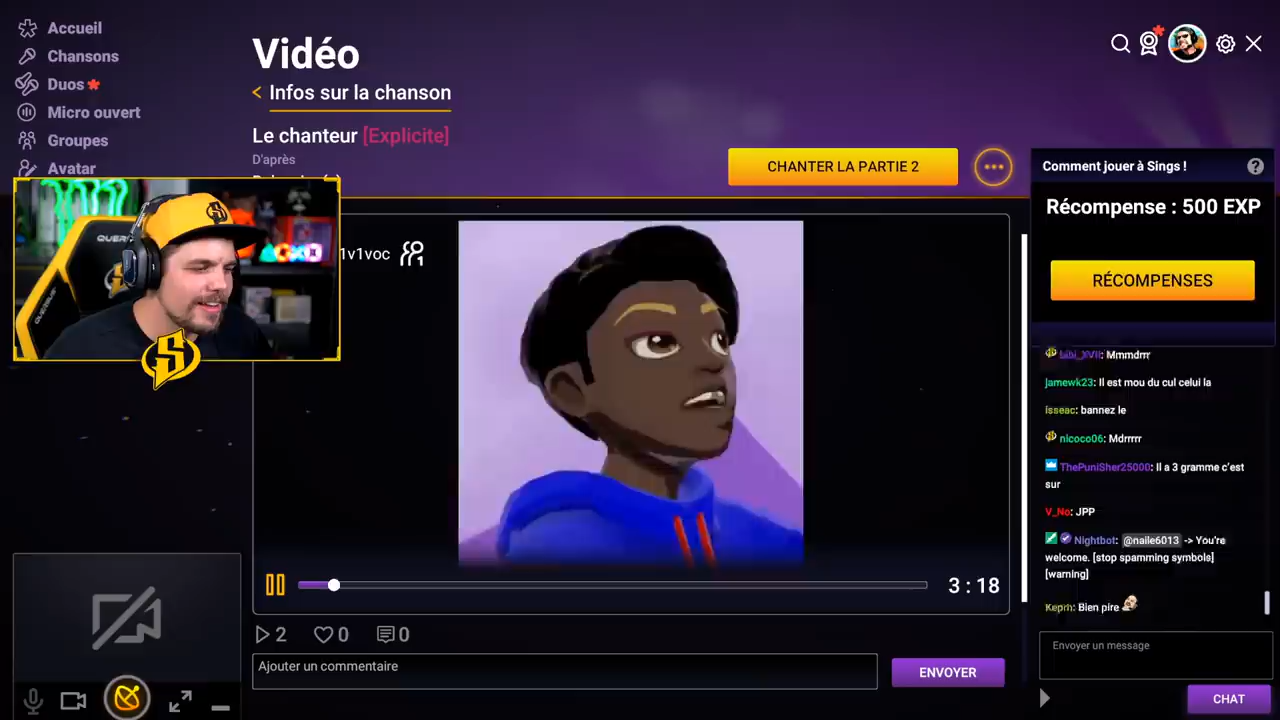 Accueil
Chansons
Duos
Micro ouvert
Groupes
Avatar
Vidéo
< Infos sur la chanson
Le chanteur [Explicite]
D'après
CHANTER LA PARTIE 2
1v1voc
3:18
2
0
0
Ajouter un commentaire
ENVOYER
Comment jouer à Sings !
?
Récompense : 500 EXP
RÉCOMPENSES
bibi_XVII: Mmmdrrr
jamewk23: Il est mou du cul celui la
isseac: bannez le
nicoco06: Mdrrrr
ThePuniSher25000: Il a 3 gramme c'est
sur
V_No: JPP
Nightbot: @naile6013 -> You're
welcome. [stop spamming symbols]
[warning]
Keprh: Bien pire
Envoyer un message
CHAT